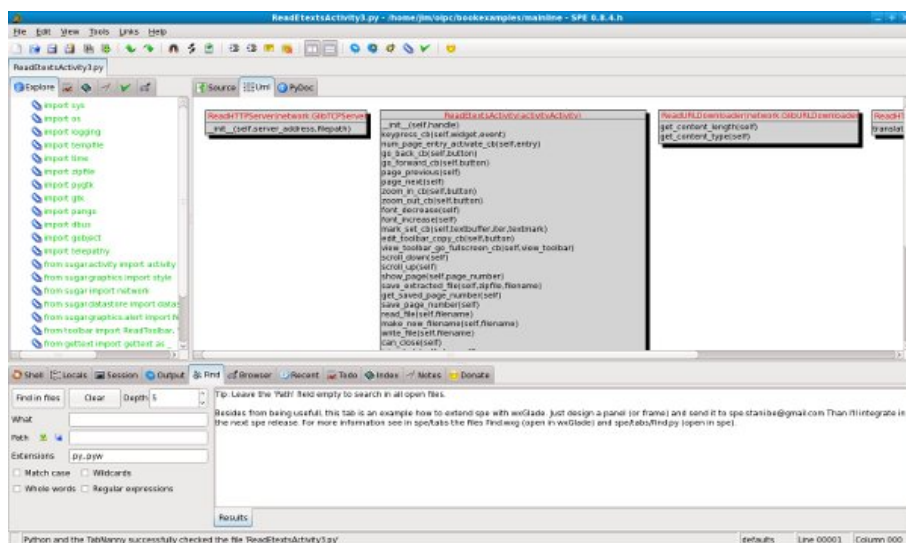 ReadEtextsActivity3.py - /home/jim/olpc/bookexamples/mainline - SPE 0.8.4.h
File Edit View Tools Links Help
ReadEtextsActivity3.py
Explore
Source Uml PyDoc
import sys
import os
import logging
import tempfile
import time
import zipfile
import pygtk
import gtk
import pango
import dbus
import gobject
import telepathy
from sugar.activity import activity
from sugar.graphics import style
from sugar import network
from sugar.datastore import datas
from sugar.graphics.alert import N
from toolbar import ReadToolbar,
from gettext import gettext as _
ReadHTTPServer(network.GlibTCPServer
__init__(self,server_address,filepath)
ReadEtextsActivity(activity.Activity)
__init__(self,handle)
keypress_cb(self,widget,event)
num_page_entry_activate_cb(self,entry)
go_back_cb(self,button)
go_forward_cb(self,button)
page_previous(self)
page_next(self)
zoom_in_cb(self,button)
zoom_out_cb(self,button)
font_decrease(self)
font_increase(self)
mark_set_cb(self,textbuffer,iter,textmark)
edit_toolbar_copy_cb(self,button)
view_toolbar_go_fullscreen_cb(self,view_toolbar)
scroll_down(self)
scroll_up(self)
show_page(self,page_number)
save_extracted_file(self,zipfile,filename)
get_saved_page_number(self)
save_page_number(self)
read_file(self,filename)
make_new_filename(self,filename)
write_file(self,filename)
can_close(self)
ReadURLDownloader(network.GlibURLDownloader
get_content_length(self)
get_content_type(self)
ReadHT
translat
Shell Locals Session Output Find Browser Recent Todo Index Notes Donate
Find in files Clear Depth 5
What
Path
Extensions py,pyw
Match case Wildcards
Whole words Regular expressions
Tip: Leave the 'Path' field empty to search in all open files.
Besides from being usefull, this tab is an example how to extend spe with wxGlade. Just design a panel (or frame) and send it to spe.stani.be@gmail.com Than I'll integrate in
the next spe release. For more information see in spe/tabs the files Find.wxg (open in wxGlade) and spe/tabs/Find.py (open in spe).
Results
Python and the TabNanny successfully checked the file 'ReadEtextsActivity3.py'
defaults Line 00001 Column 000